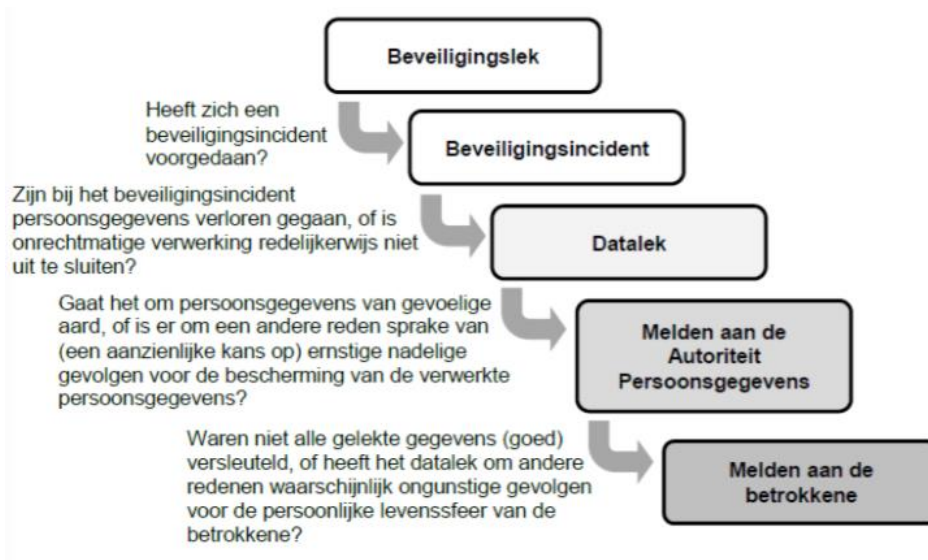 Beveiligingslek
Heeft zich een
beveiligingsincident
voorgedaan?
Beveiligingsincident
Zijn bij het beveiligingsincident
persoonsgegevens verloren gegaan, of is
onrechtmatige verwerking redelijkerwijs niet
uit te sluiten?
Datalek
Gaat het om persoonsgegevens van gevoelige
aard, of is er om een andere reden sprake van
(een aanzienlijke kans op) ernstige nadelige
gevolgen voor de bescherming van de verwerkte
persoonsgegevens?
Melden aan de
Autoriteit
Persoonsgegevens
Waren niet alle gelekte gegevens (goed)
versleuteld, of heeft het datalek om andere
redenen waarschijnlijk ongunstige gevolgen
voor de persoonlijke levenssfeer van de
betrokkene?
Melden aan de
betrokkene